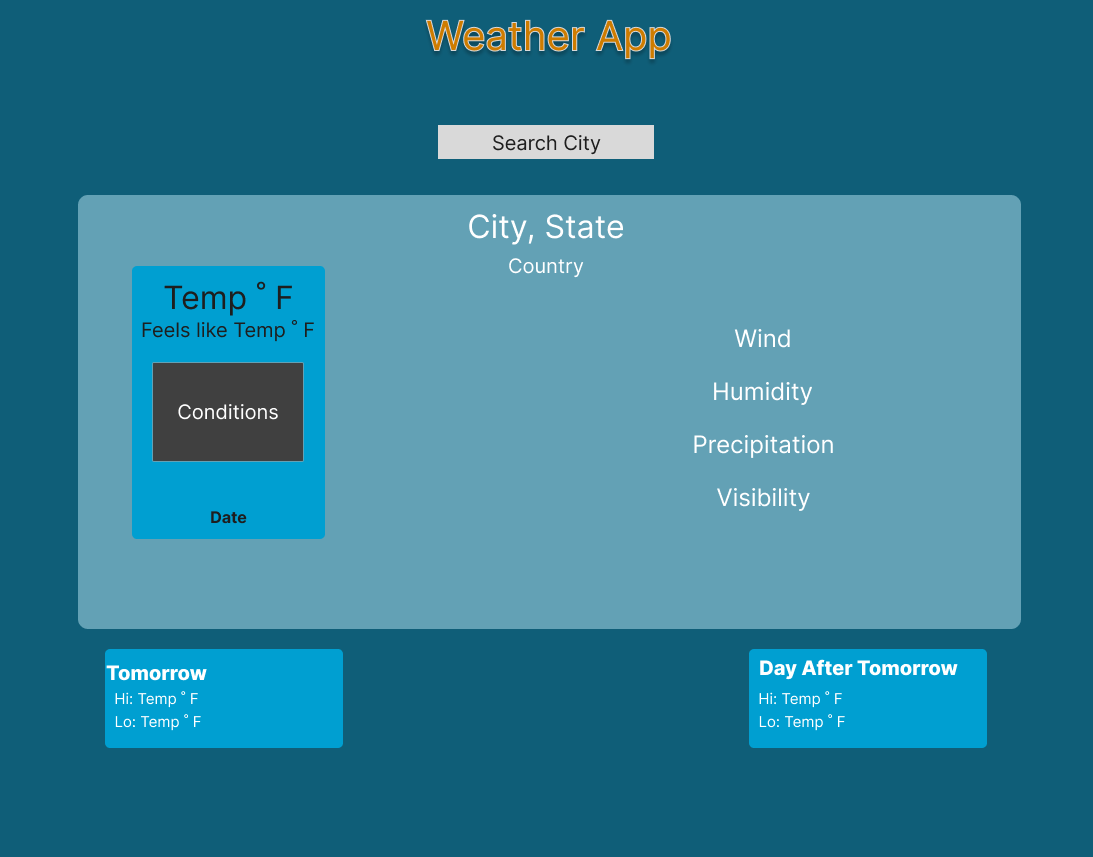 Weather App
Search City
City, State
Country
Temp ° F
Feels like Temp ° F
Conditions
Date
Wind
Humidity
Precipitation
Visibility
Tomorrow
Hi: Temp ° F
Lo: Temp ° F
Day After Tomorrow
Hi: Temp ° F
Lo: Temp ° F